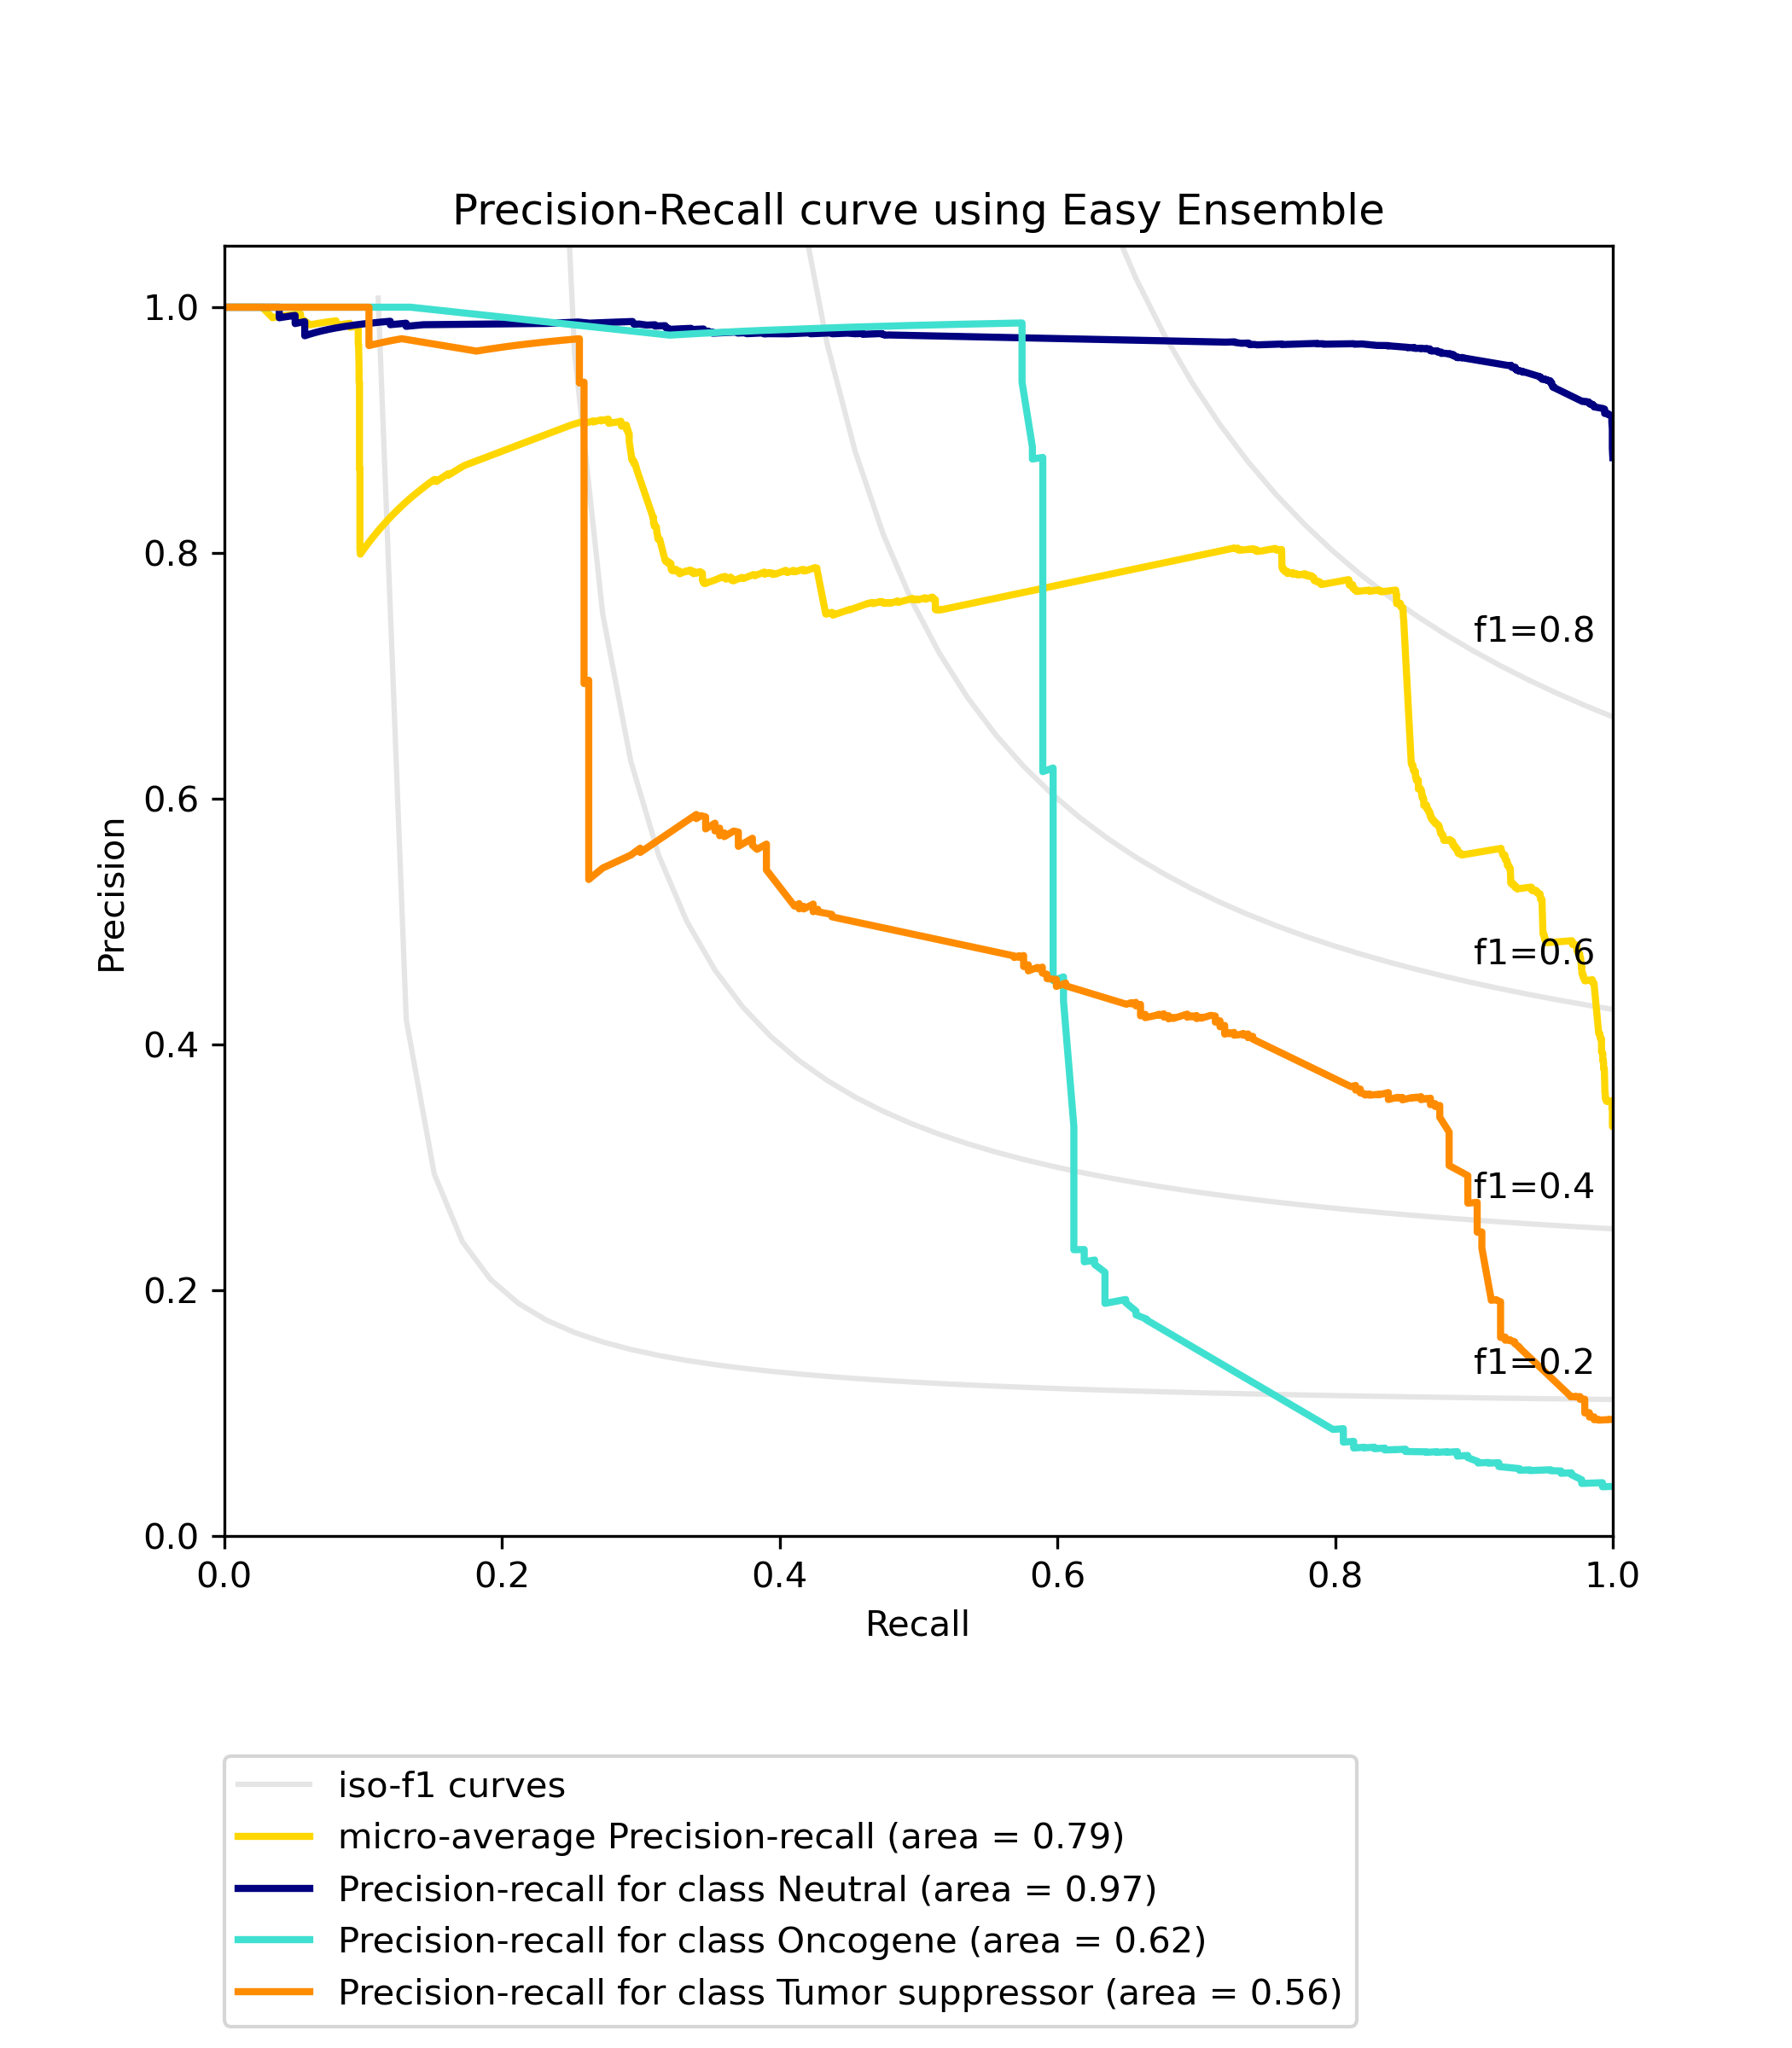 Precision-Recall curve using Easy Ensemble
1.0
0.8
0.6
0.4
0.2
0.0
Precision
f1=0.8
f1=0.6
f1=0.4
f1=0.2
0.0 0.2 0.4 0.6 0.8 1.0
Recall
iso-f1 curves
micro-average Precision-recall (area = 0.79)
Precision-recall for class Neutral (area = 0.97)
Precision-recall for class Oncogene (area = 0.62)
Precision-recall for class Tumor suppressor (area = 0.56)